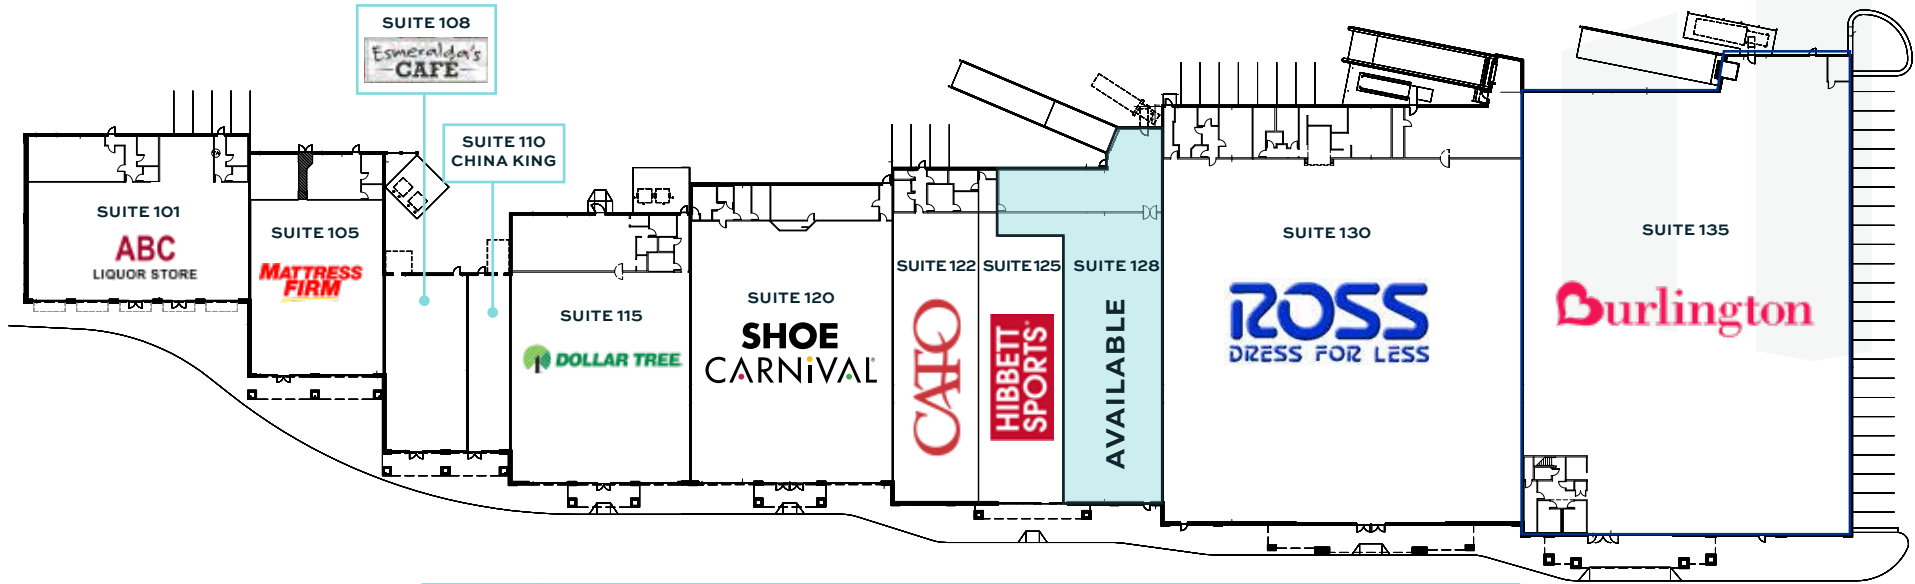 SUITE 108
Esmeralda's
CAFÉ
SUITE 110
CHINA KING
SUITE 101
ABC
LIQUOR STORE
SUITE 105
MATTRESS
FIRM
SUITE 115
DOLLAR TREE
SUITE 120
SHOE
CARNiVAL
SUITE 122
CATO
SUITE 125
HIBBETT
SPORTS
SUITE 128
AVAILABLE
SUITE 130
ROSS
DRESS FOR LESS
SUITE 135
Burlington